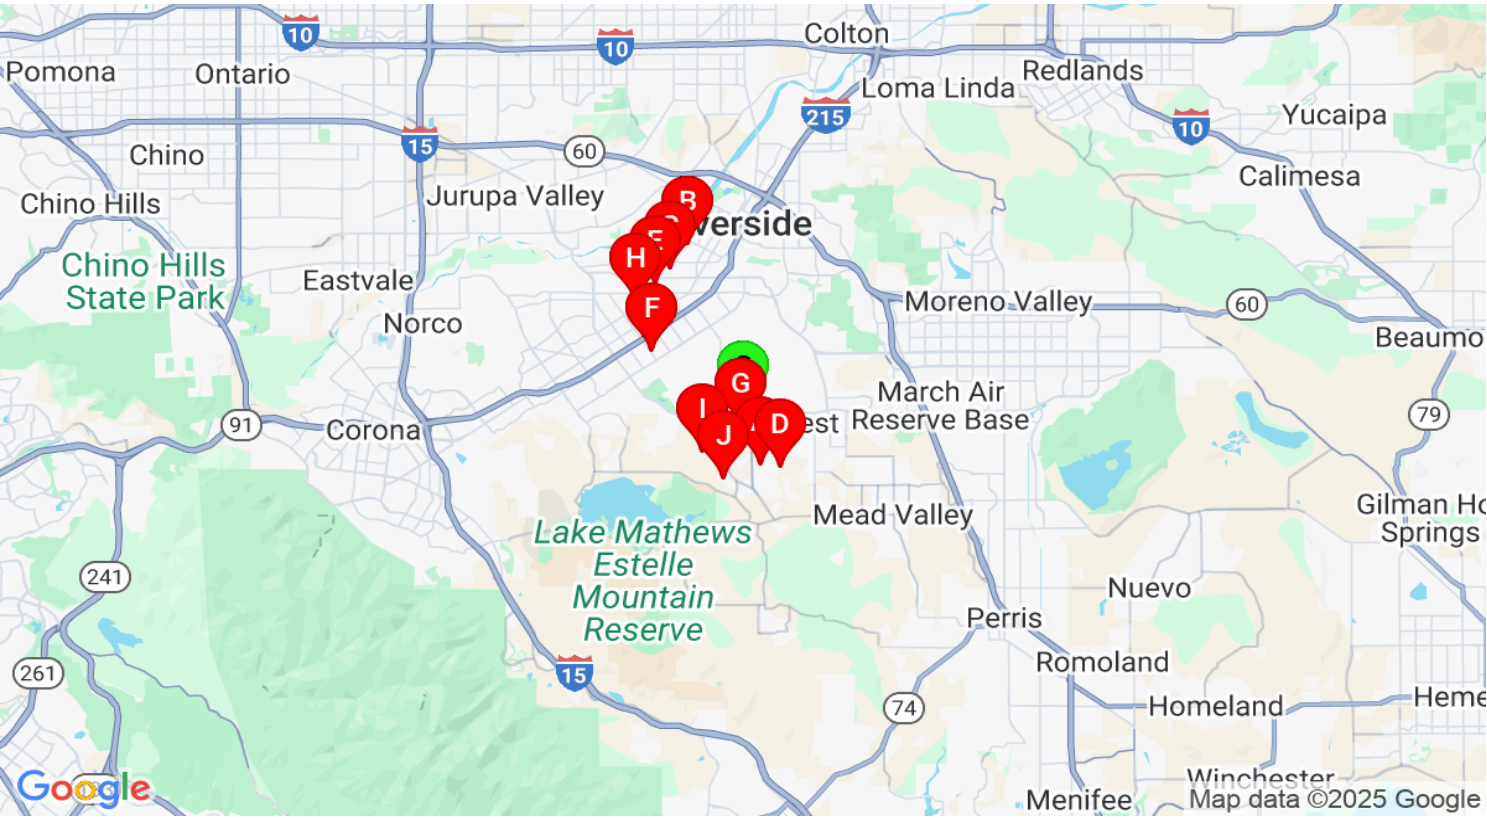 10
10
Colton
Pomona
Ontario
Redlands
Loma Linda
215
10
Yucaipa
15
60
Chino
Jurupa Valley
Calimesa
Chino Hills
B
verside
E
H
Chino Hills
State Park
Eastvale
F
Moreno Valley
60
Norco
Beaumo
G
March Air
Reserve Base
I
D
est
J
79
91
Corona
Mead Valley
Gilman Ho
Springs
Lake Mathews
Estelle
Mountain
Reserve
241
Nuevo
Perris
Romoland
261
15
74
Homeland
Heme
Google
Winchester
Menifee
Map data ©2025 Google